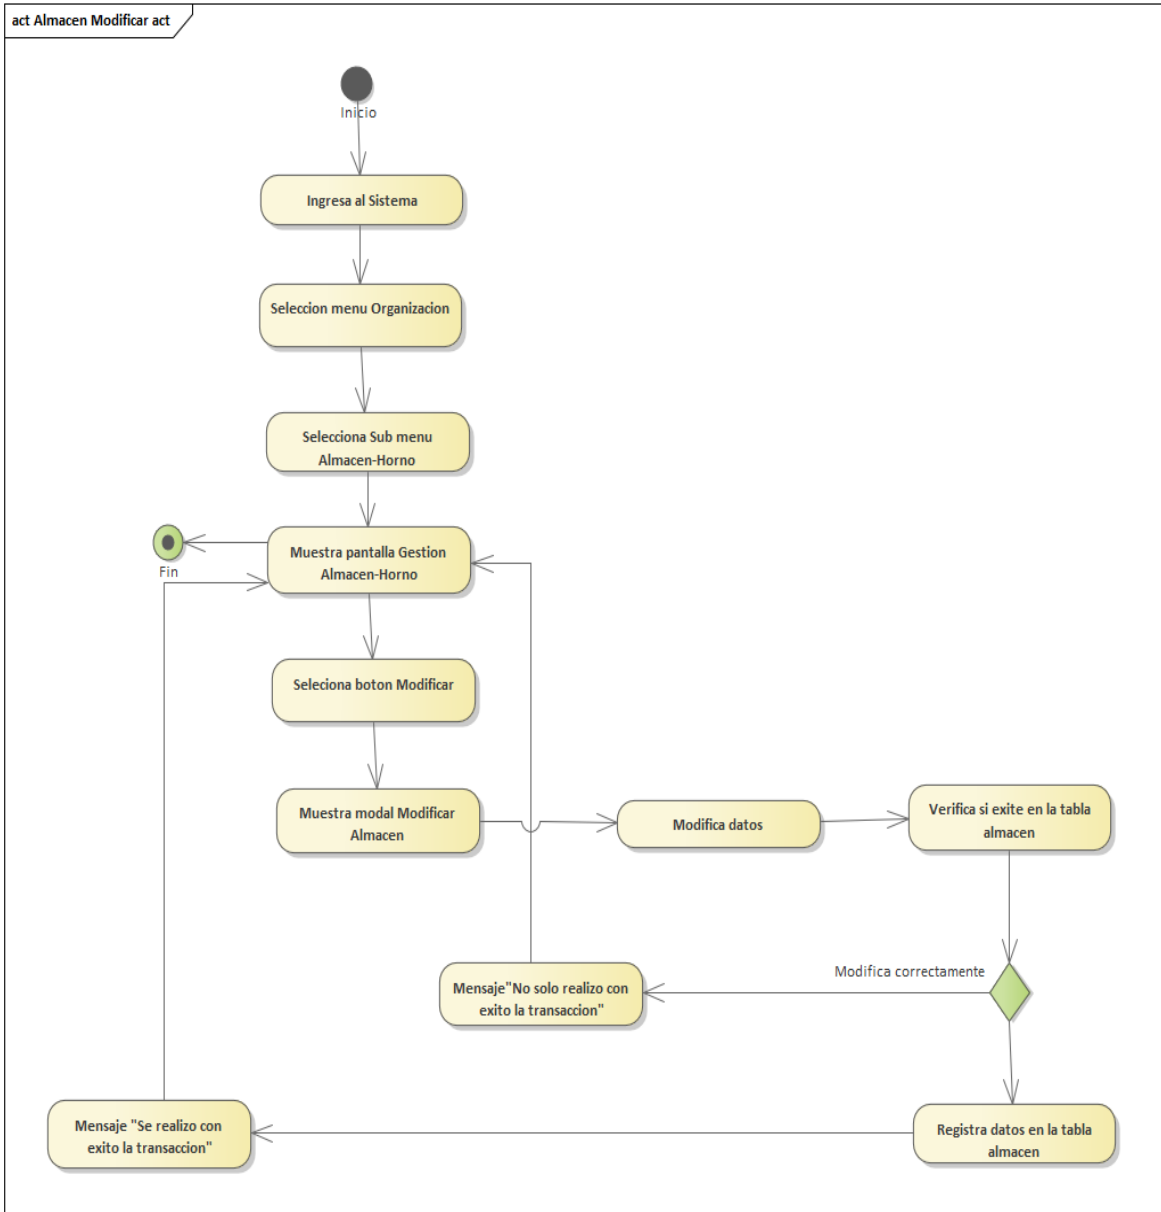 act Almacen Modificar act
Inicio
Ingresa al Sistema
Seleccion menu Organizacion
Selecciona Sub menu
Almacen-Horno
Muestra pantalla Gestion
Almacen-Horno
Fin
Seleciona boton Modificar
Muestra modal Modificar
Almacen
Modifica datos
Verifica si exite en la tabla
almacen
Modifica correctamente
Mensaje"No solo realizo con
exito la transaccion"
Registra datos en la tabla
almacen
Mensaje "Se realizo con
exito la transaccion"